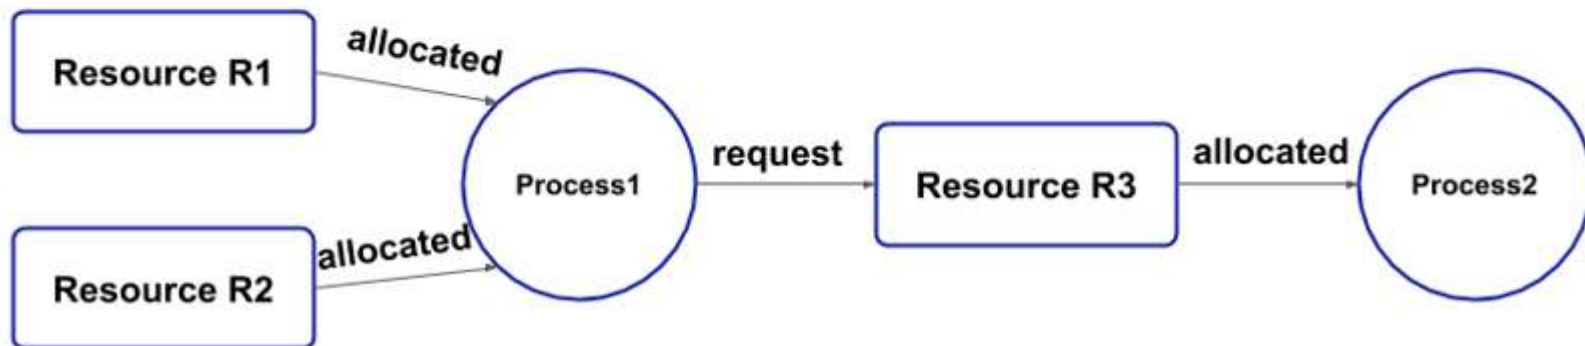 Resource R1
allocated
Resource R2
allocated
Process1
request
Resource R3
allocated
Process2